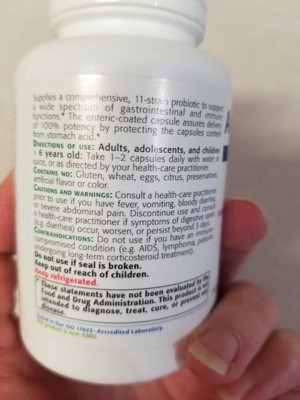 Supplies a comprehensive, 11-strain probiotic to support
a wide spectrum of gastrointestinal and immune
functions.* The enteric-coated capsule assures delivery
of 100% potency by protecting the capsules content
from stomach acid.*
DIRECTIONS OF USE: Adults, adolescents, and children
≥ 6 years old: Take 1–2 capsules daily with water or
juice, or as directed by your health-care practitioner.
CONTAINS NO: Gluten, wheat, eggs, citrus, preservatives,
artificial flavor or color.
CAUTIONS AND WARNINGS: Consult a health-care practitioner
prior to use if you have fever, vomiting, bloody diarrhea,
or severe abdominal pain. Discontinue use and consult
a health-care practitioner if symptoms of digestive upset
(e.g. diarrhea) occur, worsen, or persist beyond 3 days.
CONTRAINDICATIONS: Do not use if you have an immune-
compromised condition (e.g. AIDS, lymphoma, patients
undergoing long-term corticosteroid treatment).
Do not use if seal is broken.
Keep out of reach of children.
Keep refrigerated.
These statements have not been evaluated by the
Food and Drug Administration. This product is not
intended to diagnose, treat, cure, or prevent any
disease.
Tested in Our ISO 17025–Accredited Laboratory.
This product is non-GMO